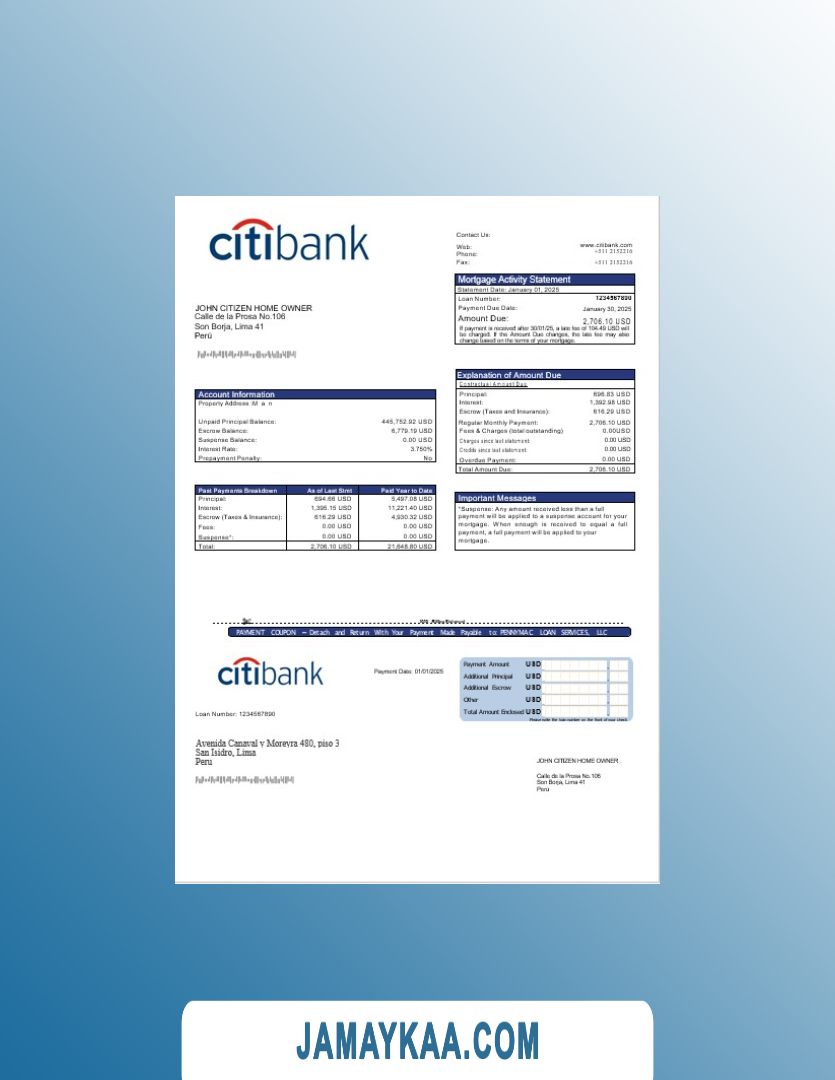 citibank
Contact Us:
Web: www.citibank.com
Phone: +511 2152216
Fax: +511 2152216
Mortgage Activity Statement
Statement Date: January 01, 2025
Loan Number: 1234567890
Payment Due Date: January 30, 2025
Amount Due: 2,706.10 USD
If payment is received after 30/01/25, a late fee of 104.49 USD will
be charged. If the Amount Due changes, the late fee may also
change based on the terms of your mortgage.
JOHN CITIZEN HOME OWNER
Calle de la Prosa No.106
Son Borja, Lima 41
Perú
Explanation of Amount Due
Contractual Amount Due
Principal: 696.83 USD
Interest: 1,392.98 USD
Escrow (Taxes and Insurance): 616.29 USD
Regular Monthly Payment: 2,706.10 USD
Fees & Charges (total outstanding) 0.00USD
Charges since last statement: 0.00 USD
Credits since last statement: 0.00 USD
Overdue Payment: 0.00 USD
Total Amount Due: 2,706.10 USD
Account Information
Property Address: M a n
Unpaid Principal Balance: 445,752.92 USD
Escrow Balance: 6,779.19 USD
Suspense Balance: 0.00 USD
Interest Rate: 3.750%
Prepayment Penalty: No
Past Payments Breakdown As of Last Stmt Paid Year to Date
Principal: 694.66 USD 5,497.08 USD
Interest: 1,395.15 USD 11,221.40 USD
Escrow (Taxes & Insurance): 616.29 USD 4,930.32 USD
Fees: 0.00 USD 0.00 USD
Suspense*: 0.00 USD 0.00 USD
Total: 2,706.10 USD 21,648.80 USD
Important Messages
*Suspense: Any amount received less than a full
payment will be applied to a suspense account for your
mortgage. When enough is received to equal a full
payment, a full payment will be applied to your
mortgage.
PAYMENT COUPON – Detach and Return With Your Payment Made Payable to: PENNYMAC LOAN SERVICES, LLC
citibank
Payment Date: 01/01/2025
Payment Amount USD
Additional Principal USD
Additional Escrow USD
Other USD
Total Amount Enclosed USD
Please write the loan number on the front of your check.
Loan Number: 1234567890
Avenida Canaval y Moreyra 480, piso 3
San Isidro, Lima
Peru
JOHN CITIZEN HOME OWNER
Calle de la Prosa No.106
Son Borja, Lima 41
Perú
JAMAYKAA.COM